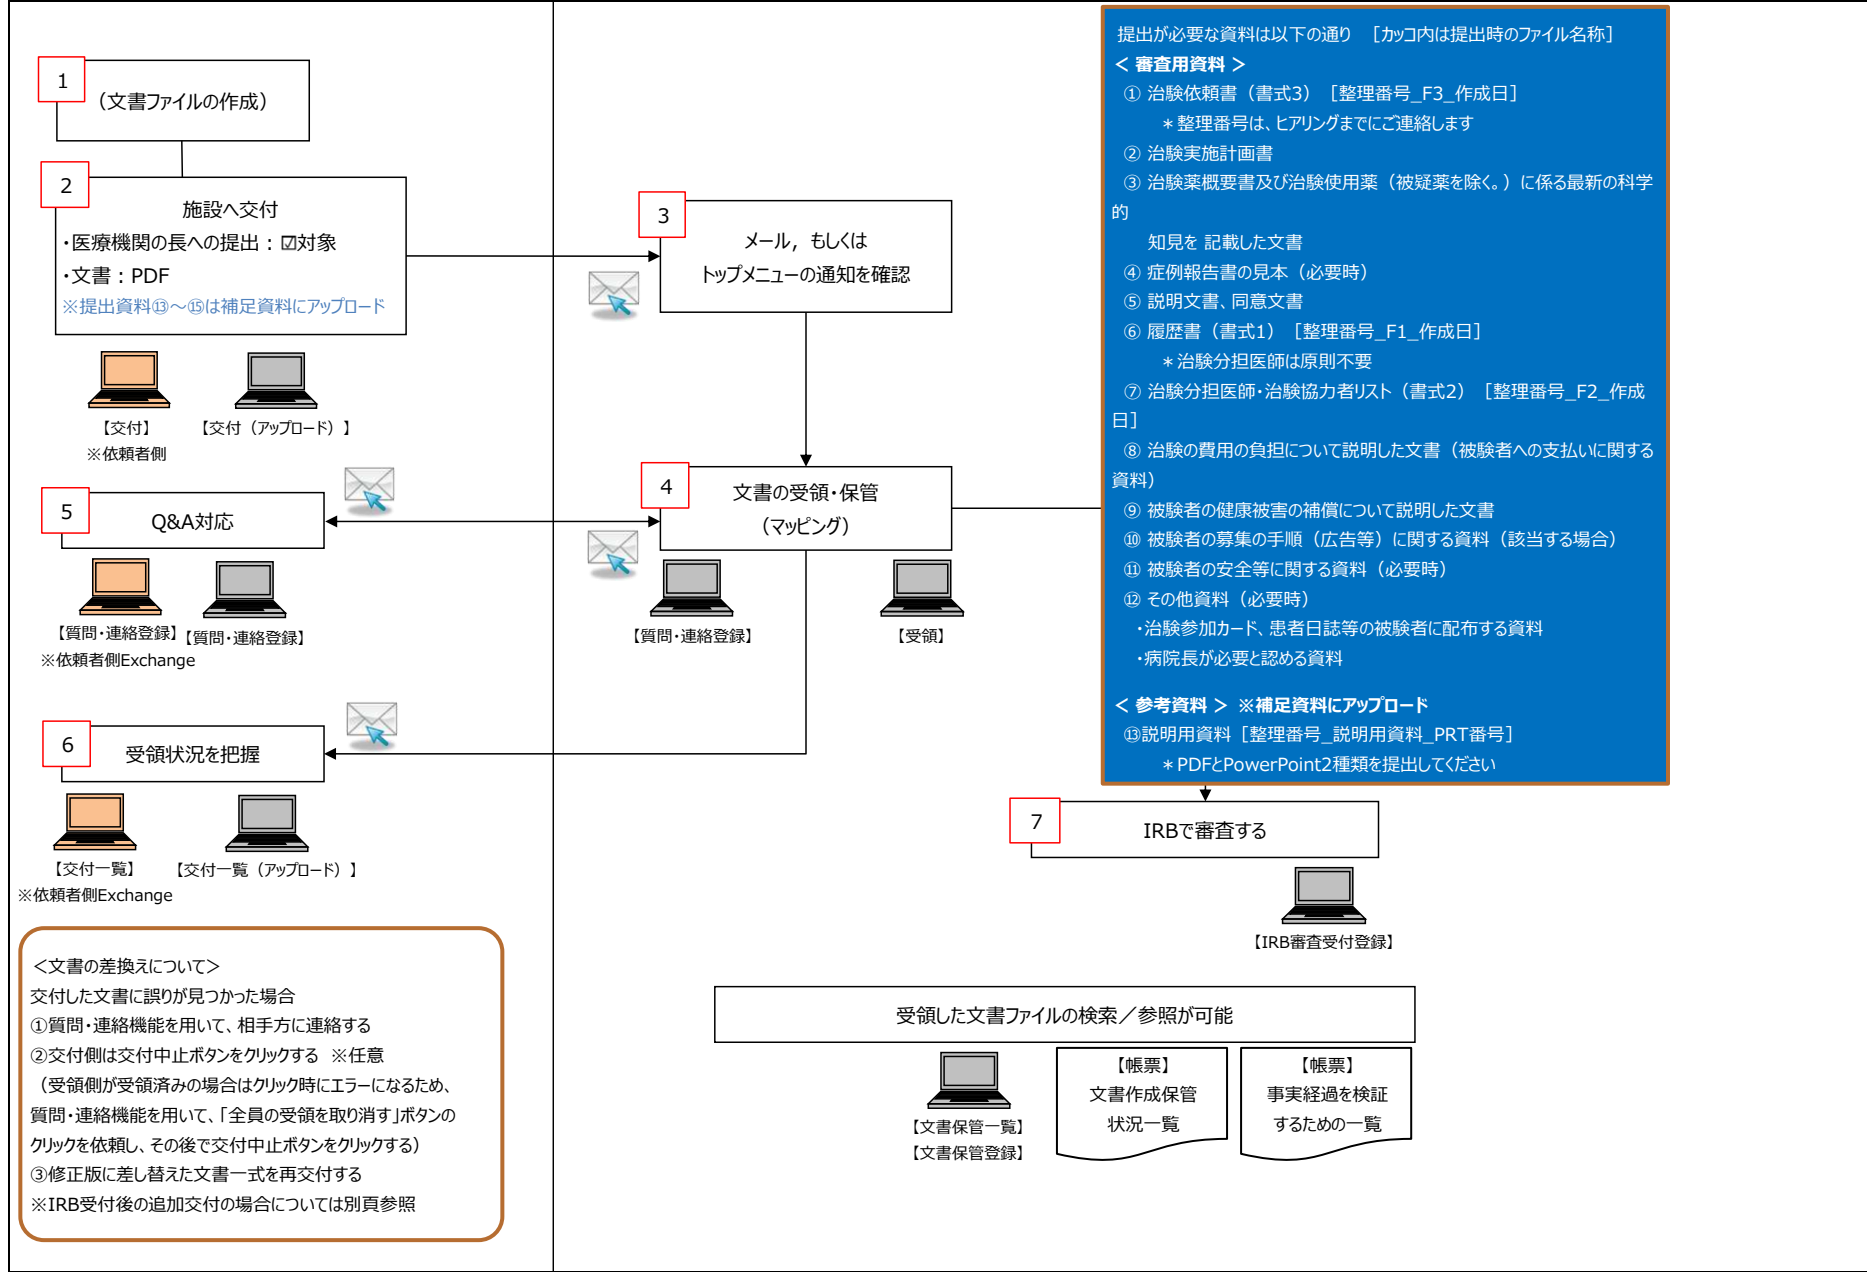 1
（文書ファイルの作成）
2
施設へ交付
・医療機関の長への提出：☑対象
・文書：PDF
※提出資料⑬～⑮は補足資料にアップロード
【交付】
※依頼者側
【交付（アップロード）】
3
メール，もしくは
トップメニューの通知を確認
4
文書の受領・保管
（マッピング）
【質問・連絡登録】
【受領】
5
Q&A対応
【質問・連絡登録】
【質問・連絡登録】
※依頼者側Exchange
6
受領状況を把握
【交付一覧】
【交付一覧（アップロード）】
※依頼者側Exchange
＜文書の差換えについて＞
交付した文書に誤りが見つかった場合
①質問・連絡機能を用いて、相手方に連絡する
②交付側は交付中止ボタンをクリックする ※任意
（受領側が受領済みの場合はクリック時にエラーになるため、
質問・連絡機能を用いて、「全員の受領を取り消す」ボタンの
クリックを依頼し、その後で交付中止ボタンをクリックする）
③修正版に差し替えた文書一式を再交付する
※IRB受付後の追加交付の場合については別頁参照
提出が必要な資料は以下の通り ［カッコ内は提出時のファイル名称］
＜ 審査用資料 ＞
① 治験依頼書（書式3）［整理番号_F3_作成日］
＊整理番号は、ヒアリングまでにご連絡します
② 治験実施計画書
③ 治験薬概要書及び治験使用薬（被疑薬を除く。）に係る最新の科学
的
知見を 記載した文書
④ 症例報告書の見本（必要時）
⑤ 説明文書、同意文書
⑥ 履歴書（書式1）［整理番号_F1_作成日］
＊治験分担医師は原則不要
⑦ 治験分担医師・治験協力者リスト（書式2）［整理番号_F2_作成
日］
⑧ 治験の費用の負担について説明した文書（被験者への支払いに関する
資料）
⑨ 被験者の健康被害の補償について説明した文書
⑩ 被験者の募集の手順（広告等）に関する資料（該当する場合）
⑪ 被験者の安全等に関する資料（必要時）
⑫ その他資料（必要時）
・治験参加カード、患者日誌等の被験者に配布する資料
・病院長が必要と認める資料
＜ 参考資料 ＞ ※補足資料にアップロード
⑬説明用資料［整理番号_説明用資料_PRT番号］
＊PDFとPowerPoint2種類を提出してください
7
IRBで審査する
【IRB審査受付登録】
受領した文書ファイルの検索／参照が可能
【文書保管一覧】
【文書保管登録】
【帳票】
文書作成保管
状況一覧
【帳票】
事実経過を検証
するための一覧